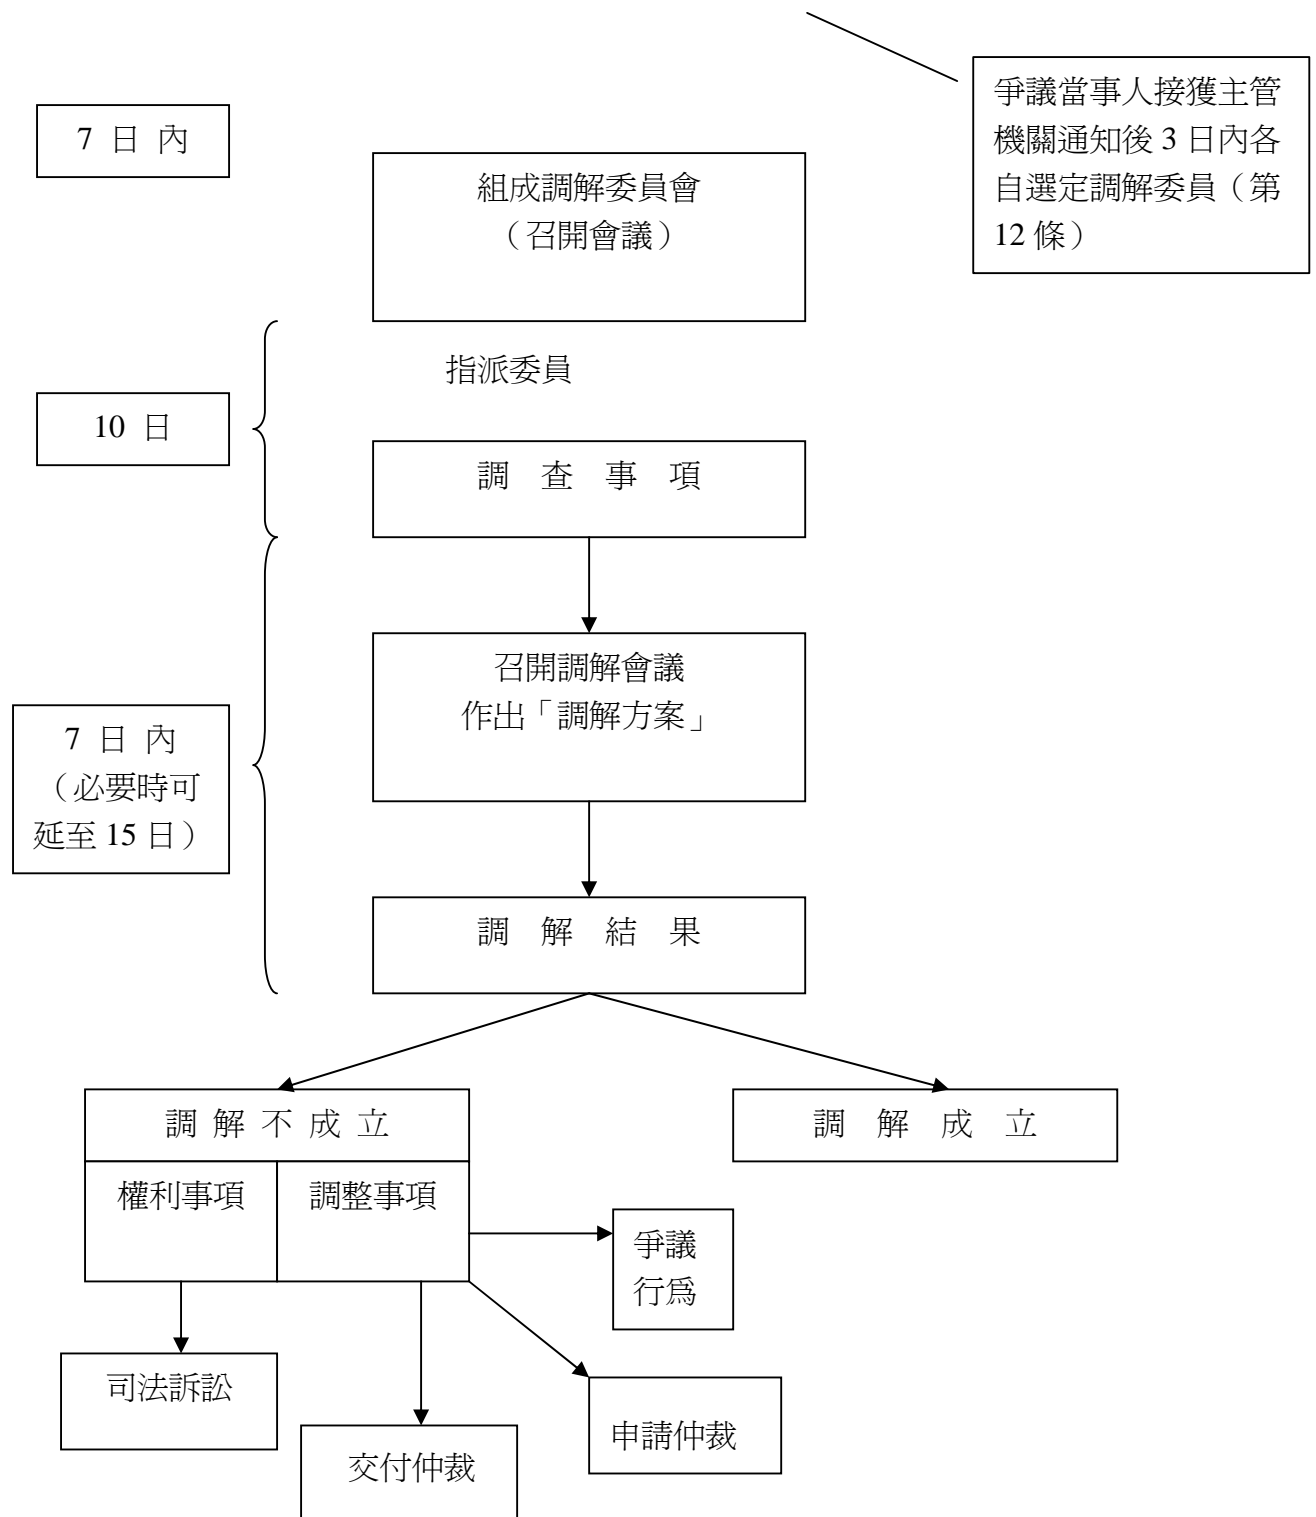 爭議當事人接獲主管
機關通知後 3 日內各
自選定調解委員（第
12 條）
7 日 內
組成調解委員會
（召開會議）
指派委員
10 日
調 查 事 項
召開調解會議
作出「調解方案」
7 日 內
（必要時可
延至 15 日）
調 解 結 果
調 解 不 成 立
調 解 成 立
權利事項
調整事項
爭議
行為
司法訴訟
申請仲裁
交付仲裁